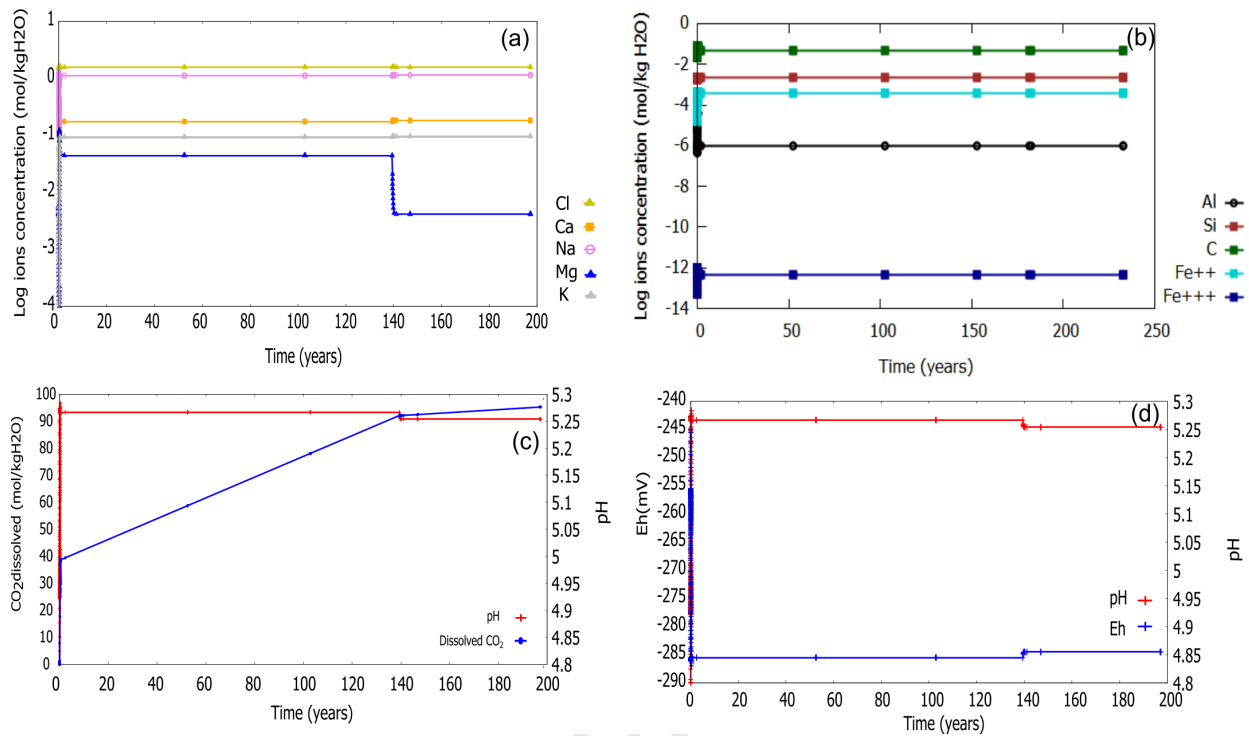 (a)
Log ions concentration (mol/kgH2O)
1
0
-1
-2
-3
-4
0 20 40 60 80 100 120 140 160 180 200
Time (years)
Cl
Ca
Na
Mg
K
(b)
Log ions concentration (mol/kg H2O)
0
-2
-4
-6
-8
-10
-12
-14
0 50 100 150 200 250
Time (years)
Al
Si
C
Fe++
Fe+++
(c)
CO2dissolved (mol/kgH2O)
100
90
80
70
60
50
40
30
20
10
0
0 20 40 60 80 100 120 140 160 180 200
Time (years)
5.3
5.25
5.2
5.15
5.1
5.05
5
4.95
4.9
4.85
4.8
pH
pH
Dissolved CO2
(d)
Eh(mV)
-240
-245
-250
-255
-260
-265
-270
-275
-280
-285
-290
0 20 40 60 80 100 120 140 160 180 200
Time (years)
5.3
5.25
5.2
5.15
5.1
5.05
5
4.95
4.9
4.85
4.8
pH
pH
Eh